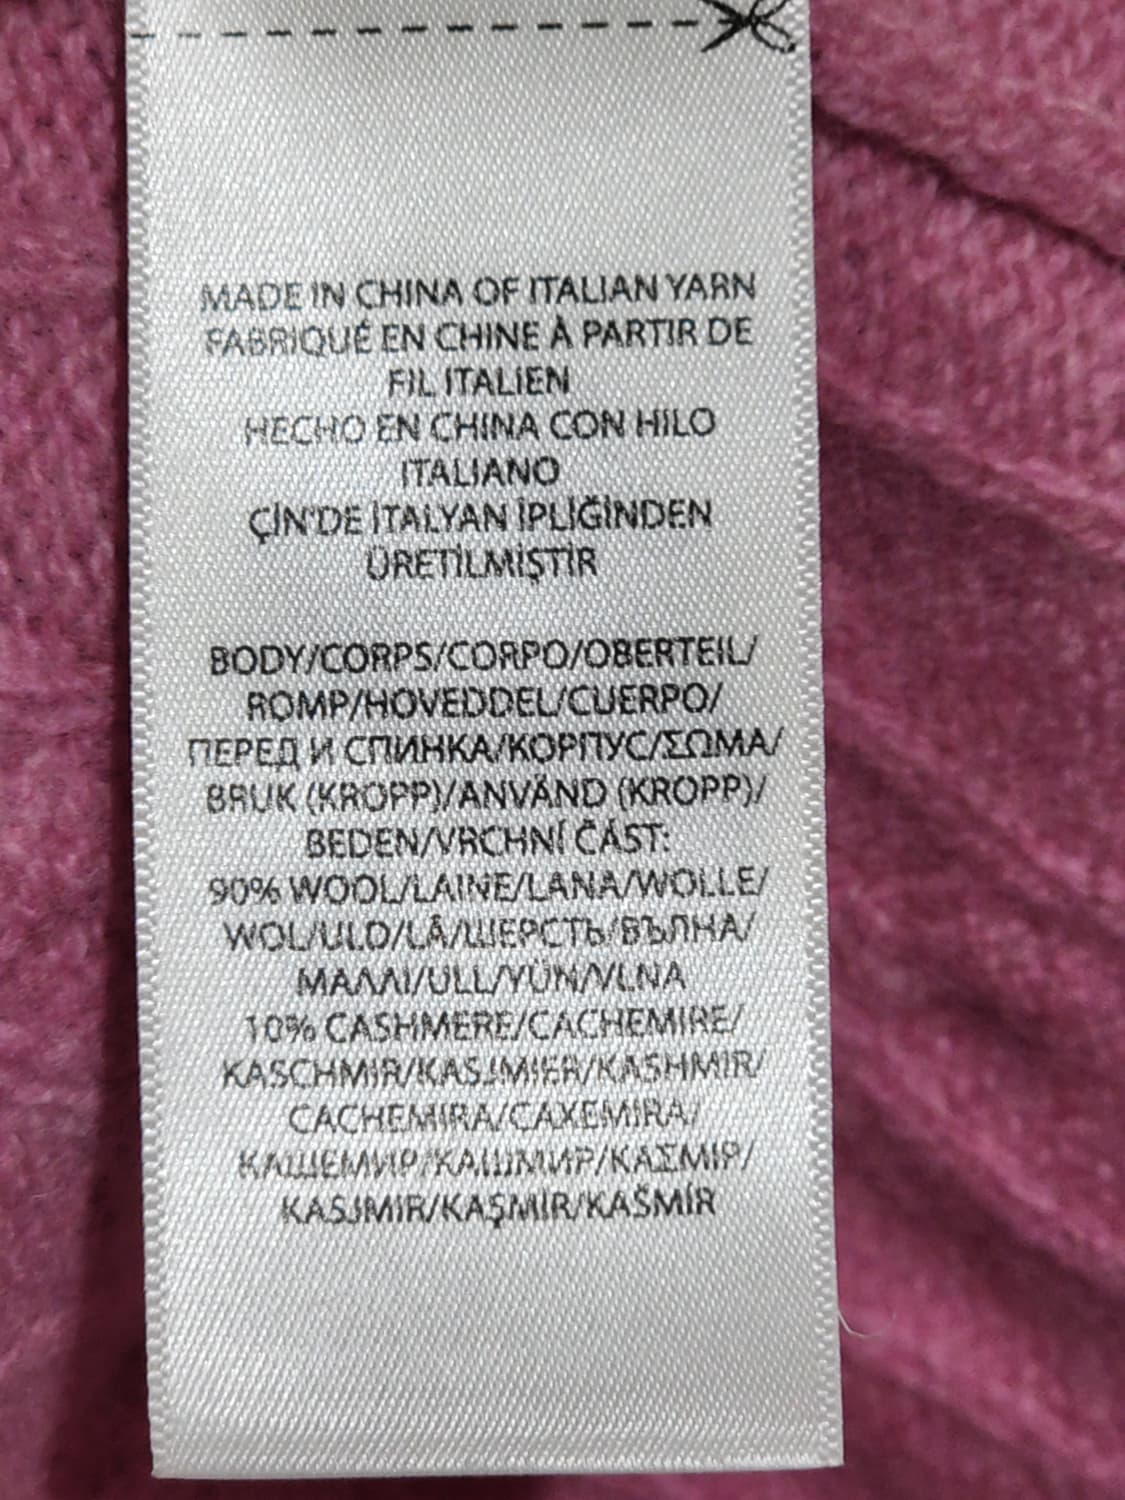 MADE IN CHINA OF ITALIAN YARN
FABRIQUÉ EN CHINE À PARTIR DE
FIL ITALIEN
HECHO EN CHINA CON HILO
ITALIANO
ÇİN'DE İTALYAN İPLİĞİNDEN
ÜRETİLMİŞTİR
BODY/CORPS/CORPO/OBERTEIL/
ROMP/HOVEDDEL/CUERPO/
ПЕРЕД И СПИНКА/КОРПУС/ΣΩΜΑ/
BRUK (KROPP)/ANVÄND (KROPP)/
BEDEN/VRCHNÍ ČÁST:
90% WOOL/LAINE/LANA/WOLLE/
WOL/ULD/LÃ/ШЕРСТЬ/ВЪЛНА/
ΜΑΛΛΙ/ULL/YÜN/VLNA
10% CASHMERE/CACHEMIRE/
KASCHMIR/KASJMIER/KASHMIR/
CACHEMIRA/CAXEMIRA/
КАШЕМИР/КАШМИР/ΚΑΣΜΙΡ/
KASJMIR/KAŞMİR/KAŠMÍR